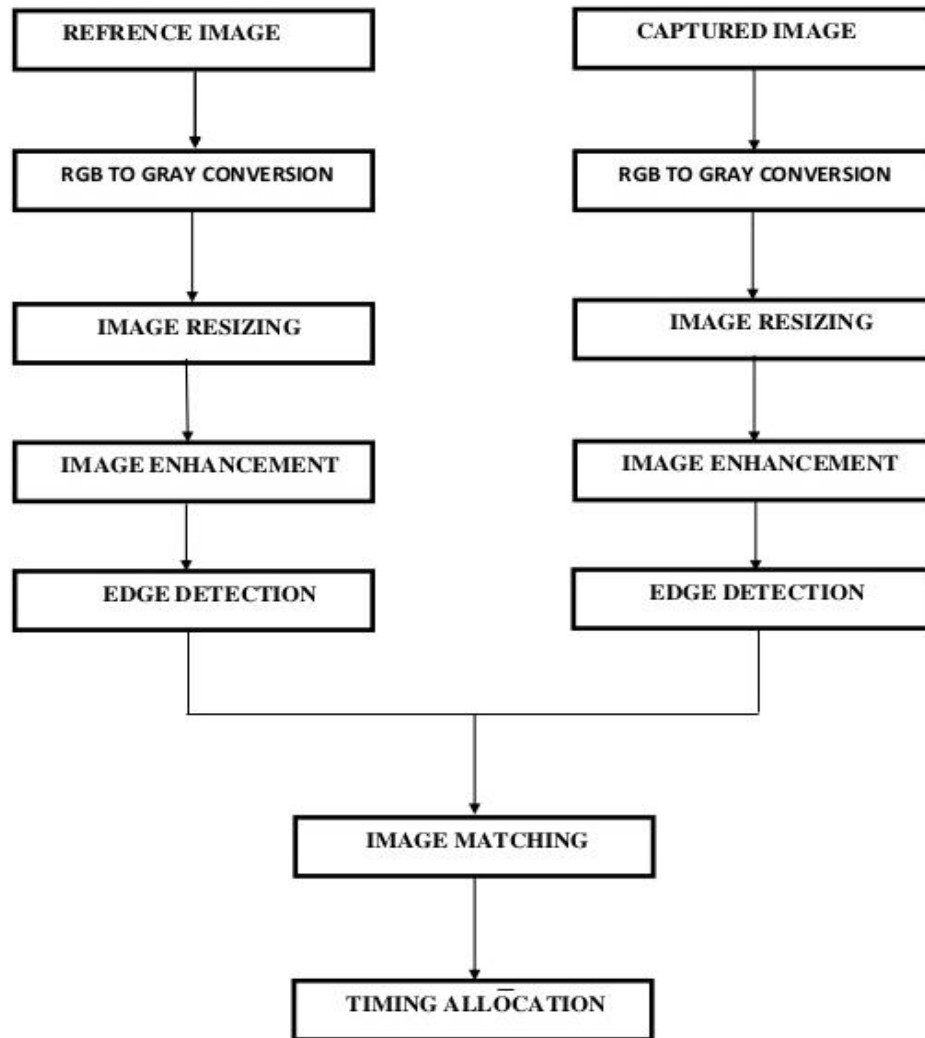 REFRENCE IMAGE
CAPTURED IMAGE
RGB TO GRAY CONVERSION
RGB TO GRAY CONVERSION
IMAGE RESIZING
IMAGE RESIZING
IMAGE ENHANCEMENT
IMAGE ENHANCEMENT
EDGE DETECTION
EDGE DETECTION
IMAGE MATCHING
TIMING ALLOCATION